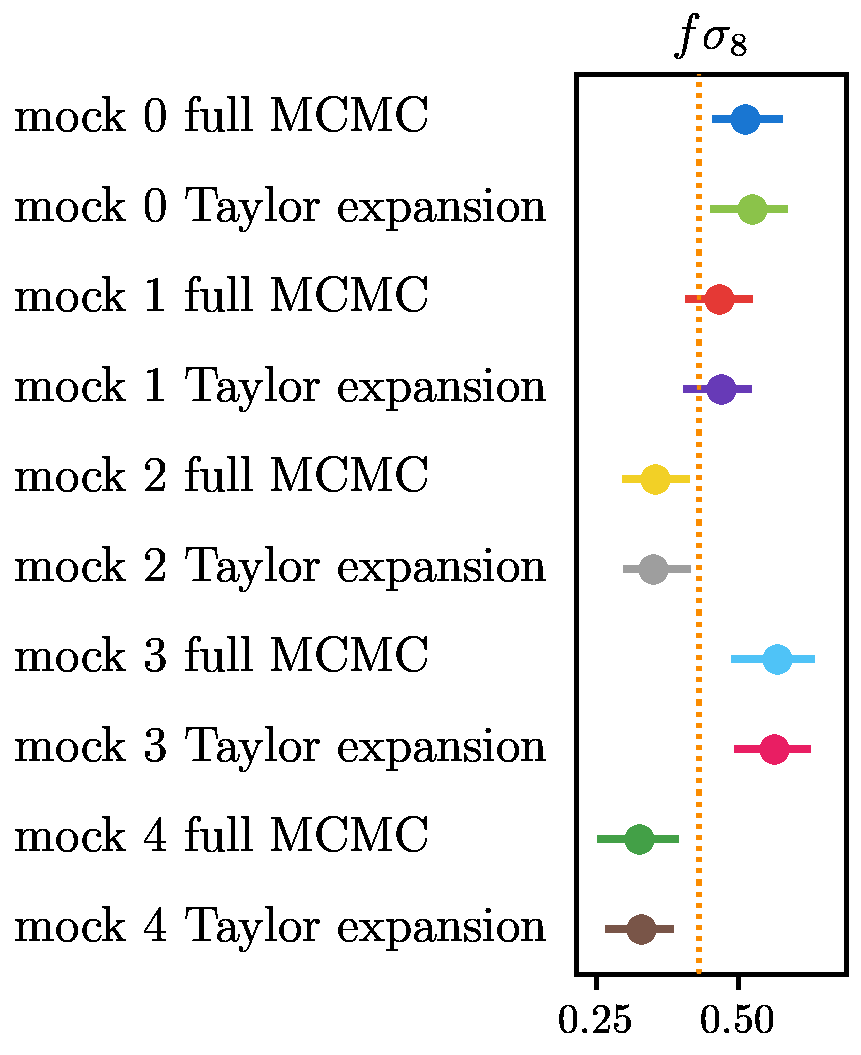 fσ₈
mock 0 full MCMC
mock 0 Taylor expansion
mock 1 full MCMC
mock 1 Taylor expansion
mock 2 full MCMC
mock 2 Taylor expansion
mock 3 full MCMC
mock 3 Taylor expansion
mock 4 full MCMC
mock 4 Taylor expansion
0.25 0.50